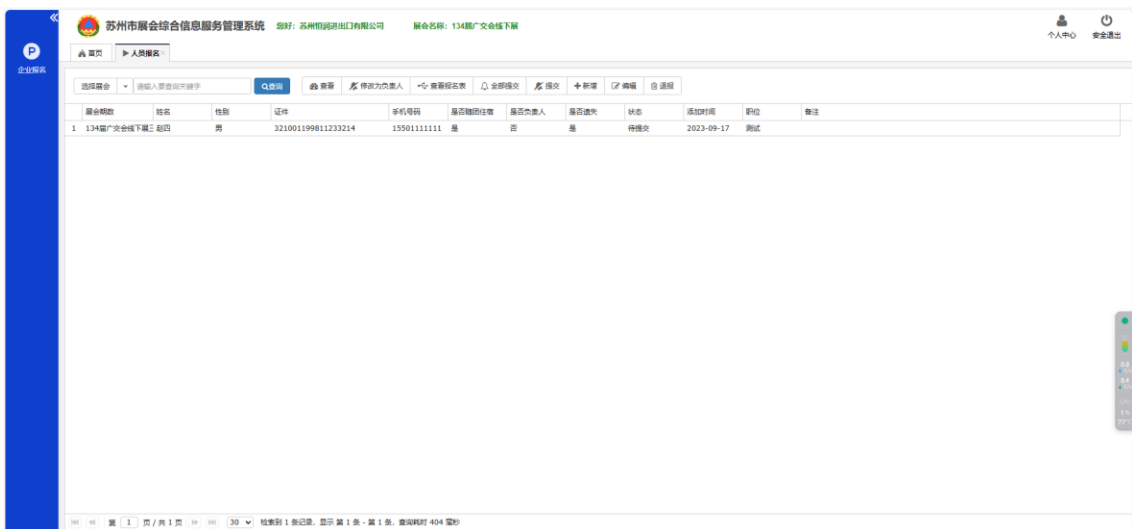 苏州市展会综合信息服务管理系统 您好：苏州恒润进出口有限公司 展会名称：134届广交会线下展
个人中心 安全退出
企业报名
首页 人员报名
选择展会 请输入要查询关键字 查询 查看 修改为负责人 查看报名表 全部提交 提交 新增 编辑 退报
展会期数 姓名 性别 证件 手机号码 是否随团住宿 是否负责人 是否遗失 状态 添加时间 职位 备注
1 134届广交会线下展三 赵四 男 321001199811233214 15501111111 是 否 是 待提交 2023-09-17 测试
第 1 页 / 共 1 页 30 检索到 1 条记录，显示 第 1 条 - 第 1 条，查询耗时 404 毫秒